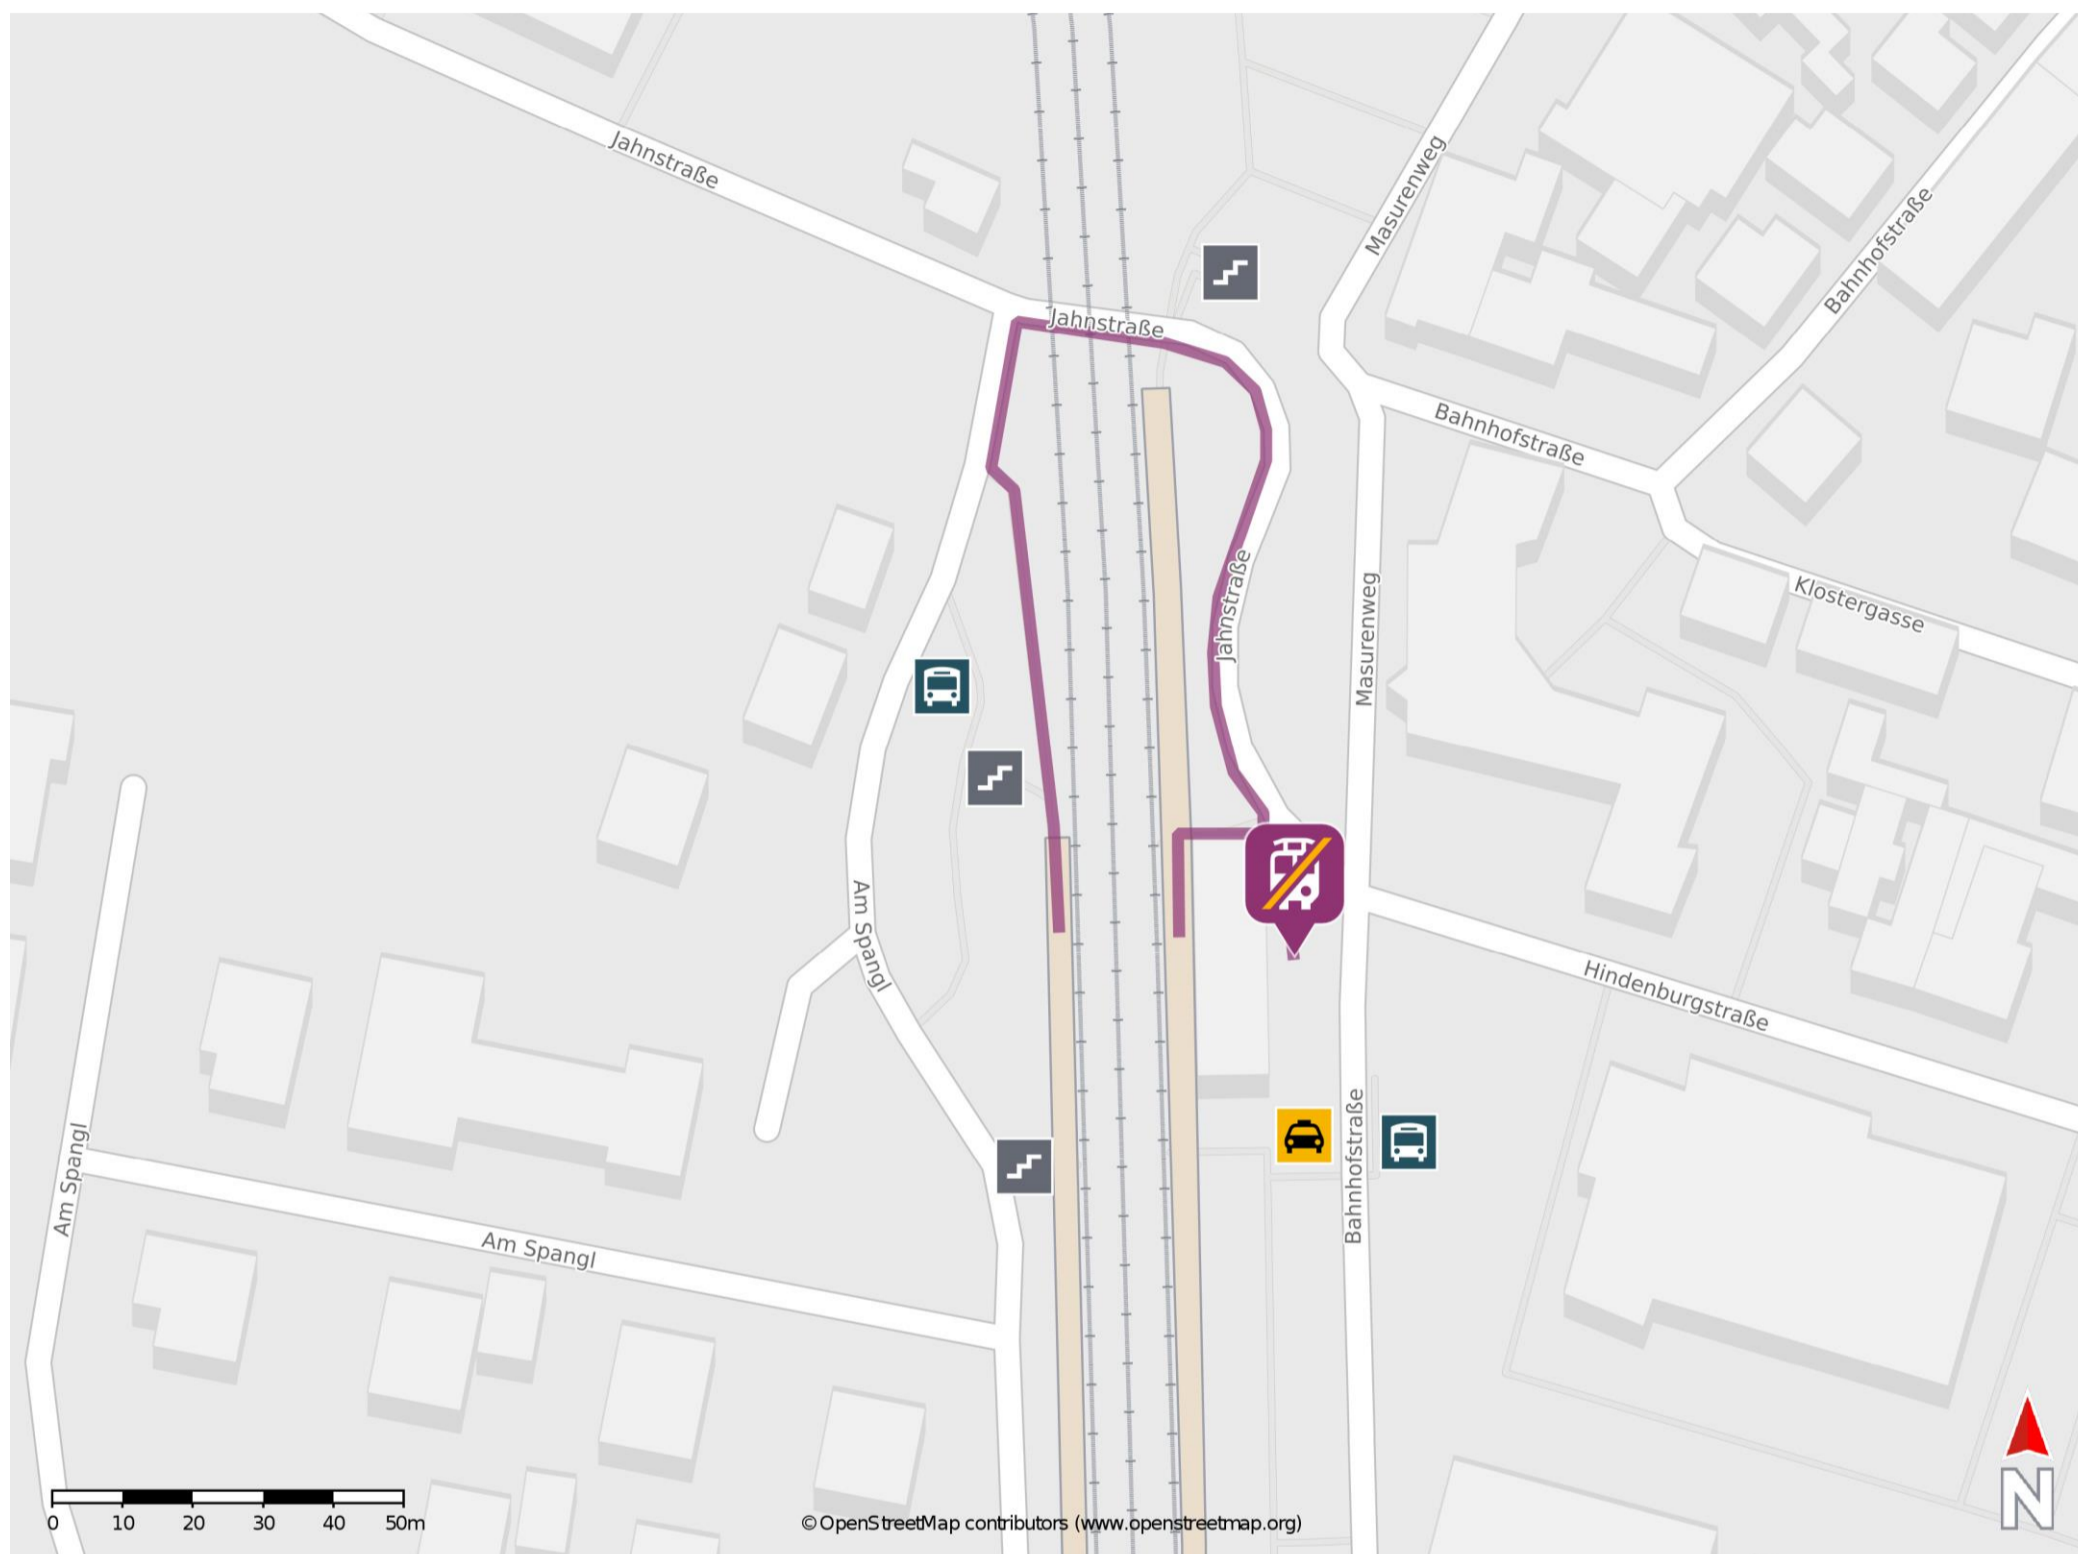 Jahnstraße
Masurenweg
Bahnhofstraße
Jahnstraße
Bahnhofstraße
Jahnstraße
Masurenweg
Klostergasse
Am Spangl
Hindenburgstraße
Am Spangl
Bahnhofstraße
Am Spangl
0 10 20 30 40 50m
© OpenStreetMap contributors (www.openstreetmap.org)
N